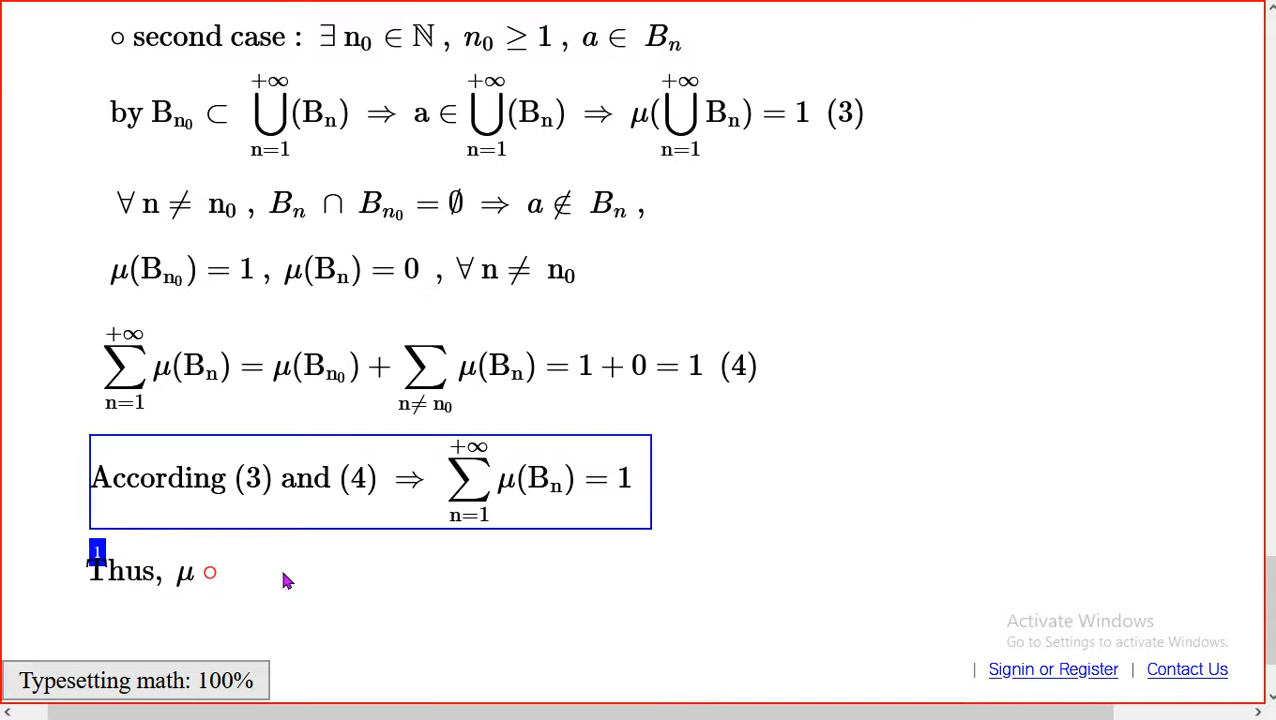 ○ second case : ∃ n₀ ∈ ℕ , n₀ ≥ 1 , a ∈ Bₙ
by B_{n₀} ⊂ ⋃_{n=1}^{+∞}(Bₙ) ⇒ a ∈ ⋃_{n=1}^{+∞}(Bₙ) ⇒ μ(⋃_{n=1}^{+∞} Bₙ) = 1 (3)
∀ n ≠ n₀ , Bₙ ∩ B_{n₀} = ∅ ⇒ a ∉ Bₙ ,
μ(B_{n₀}) = 1 , μ(Bₙ) = 0 , ∀ n ≠ n₀
∑_{n=1}^{+∞} μ(Bₙ) = μ(B_{n₀}) + ∑_{n≠n₀} μ(Bₙ) = 1 + 0 = 1 (4)
According (3) and (4) ⇒ ∑_{n=1}^{+∞} μ(Bₙ) = 1
1
Thus, μ ○
Activate Windows
Go to Settings to activate Windows.
| Signin or Register | Contact Us
Typesetting math: 100%